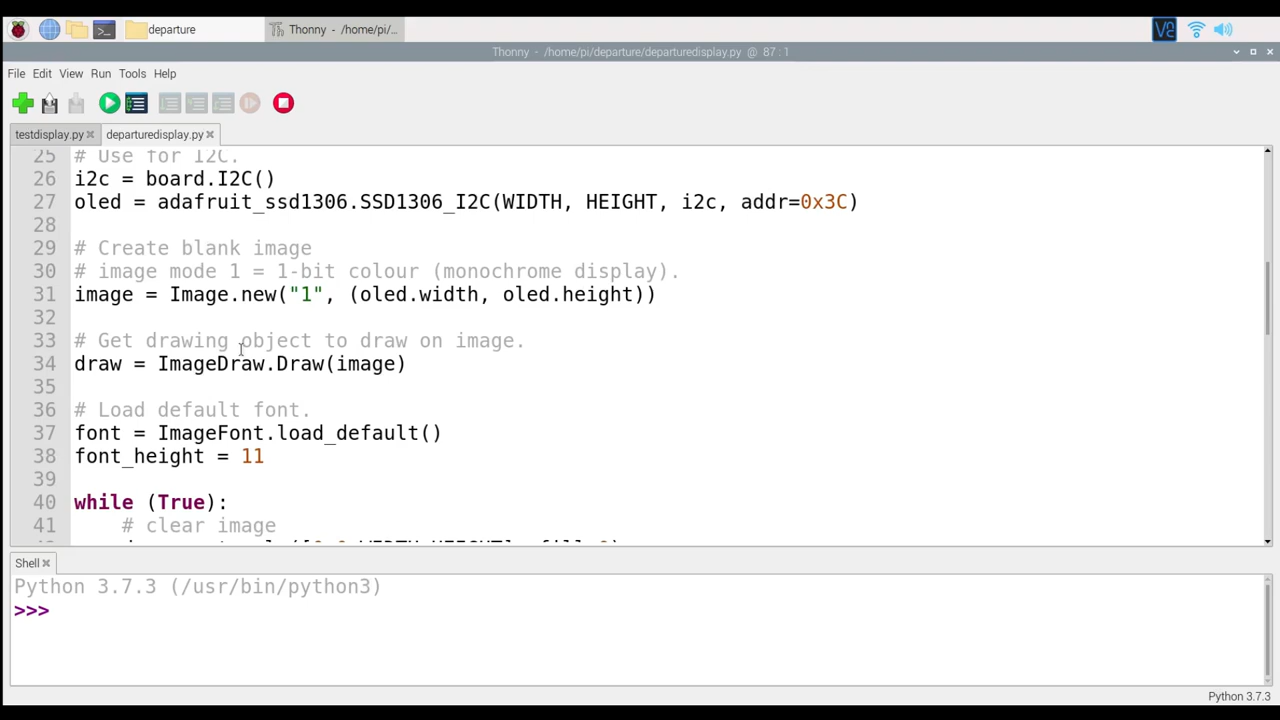 departure
Thonny - /home/pi/...
Thonny - /home/pi/departure/departuredisplay.py @ 87 : 1
File Edit View Run Tools Help
testdisplay.py departuredisplay.py
25 # Use for I2C.
26 i2c = board.I2C()
27 oled = adafruit_ssd1306.SSD1306_I2C(WIDTH, HEIGHT, i2c, addr=0x3C)
28
29 # Create blank image
30 # image mode 1 = 1-bit colour (monochrome display).
31 image = Image.new("1", (oled.width, oled.height))
32
33 # Get drawing object to draw on image.
34 draw = ImageDraw.Draw(image)
35
36 # Load default font.
37 font = ImageFont.load_default()
38 font_height = 11
39
40 while (True):
41 # clear image
Shell
Python 3.7.3 (/usr/bin/python3)
>>>
Python 3.7.3